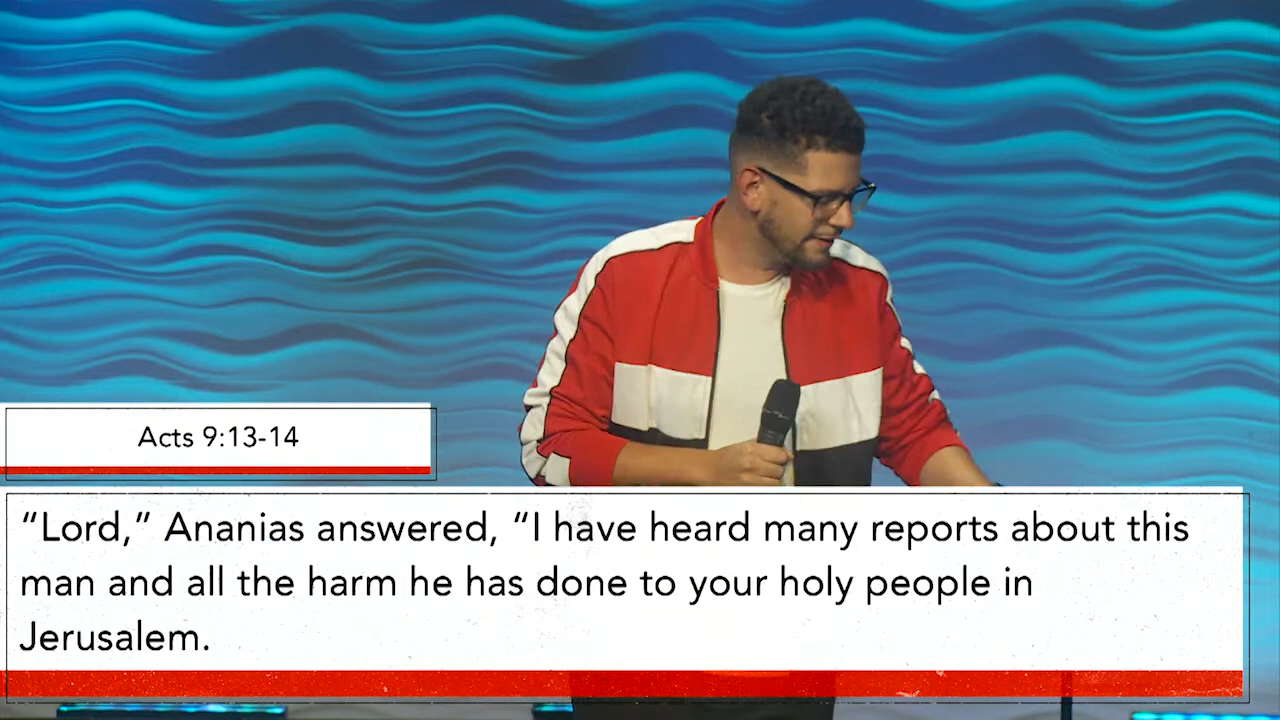 Acts 9:13-14
“Lord,” Ananias answered, “I have heard many reports about this
man and all the harm he has done to your holy people in
Jerusalem.